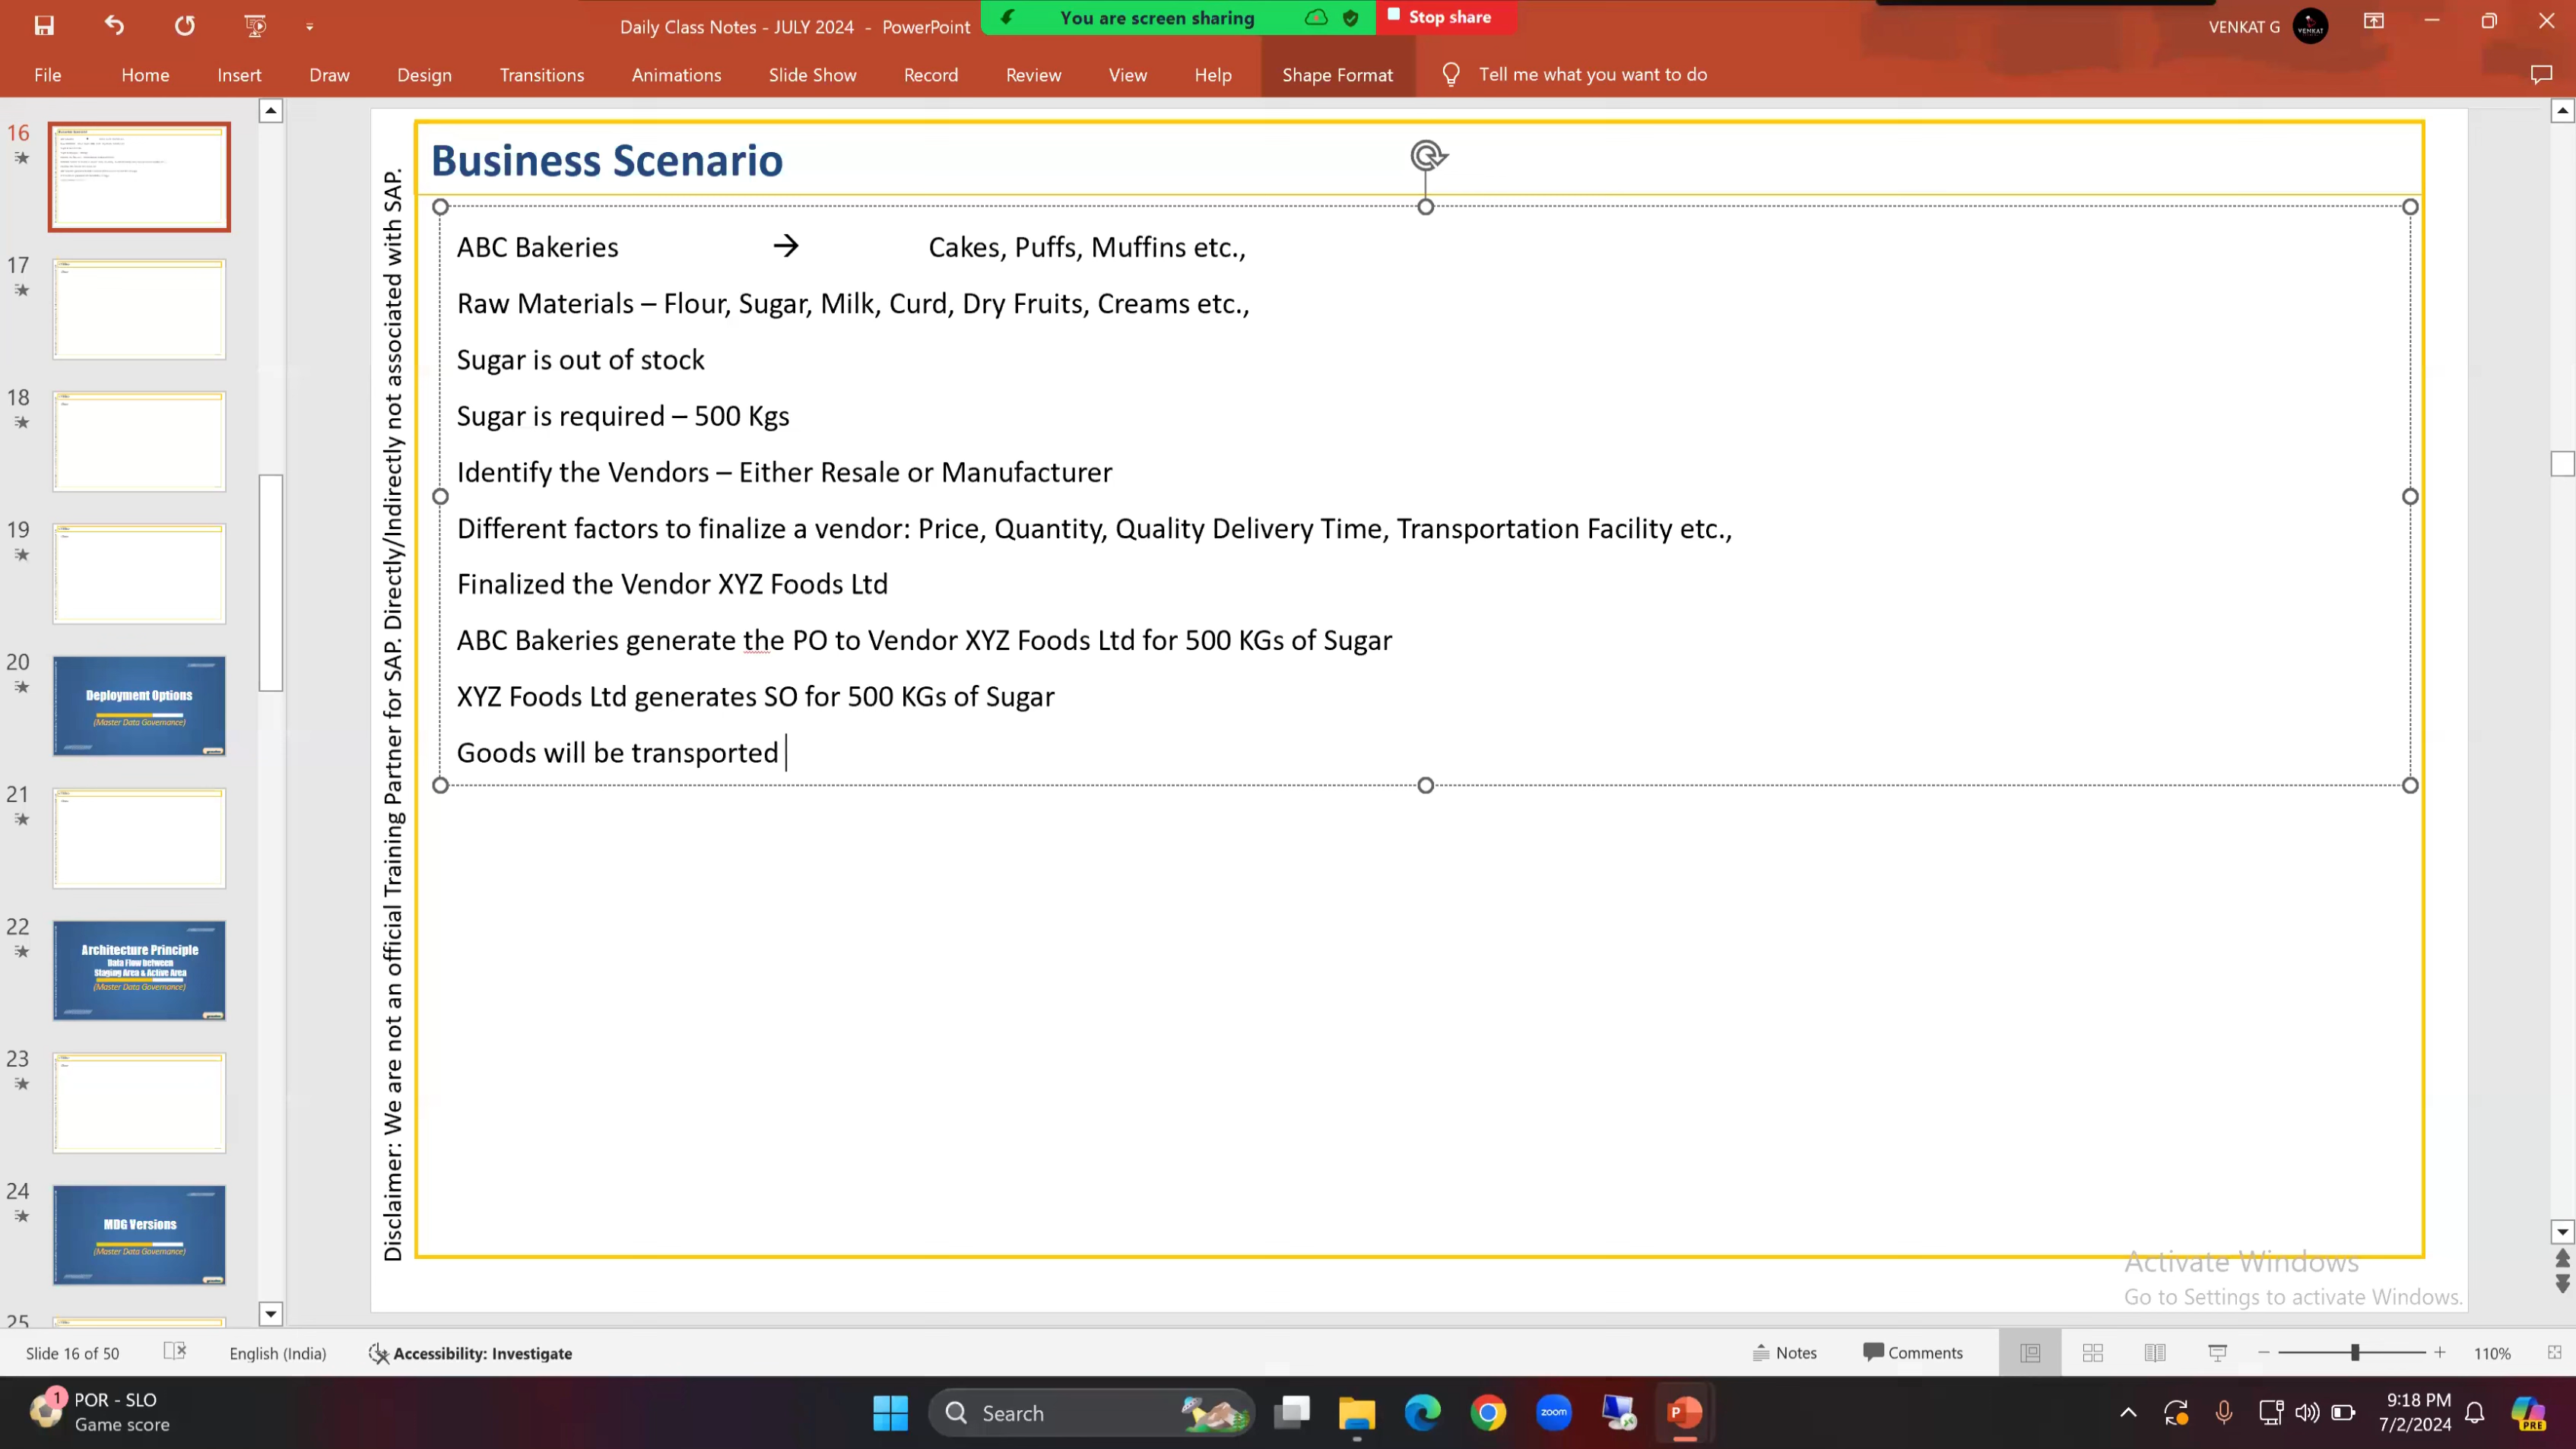 Daily Class Notes - JULY 2024 - PowerPoint
You are screen sharing
Stop share
VENKAT G
File
Home
Insert
Draw
Design
Transitions
Animations
Slide Show
Record
Review
View
Help
Shape Format
Tell me what you want to do
16
17
18
19
20
Deployment Options
(Master Data Governance)
21
22
Architecture Principle
Data Flow between
Staging Area & Active Area
(Master Data Governance)
23
24
MDG Versions
(Master Data Governance)
25
Disclaimer: We are not an official Training Partner for SAP. Directly/Indirectly not associated with SAP.
Business Scenario
ABC Bakeries → Cakes, Puffs, Muffins etc.,
Raw Materials – Flour, Sugar, Milk, Curd, Dry Fruits, Creams etc.,
Sugar is out of stock
Sugar is required – 500 Kgs
Identify the Vendors – Either Resale or Manufacturer
Different factors to finalize a vendor: Price, Quantity, Quality Delivery Time, Transportation Facility etc.,
Finalized the Vendor XYZ Foods Ltd
ABC Bakeries generate the PO to Vendor XYZ Foods Ltd for 500 KGs of Sugar
XYZ Foods Ltd generates SO for 500 KGs of Sugar
Goods will be transported
Activate Windows
Go to Settings to activate Windows.
Slide 16 of 50
English (India)
Accessibility: Investigate
Notes
Comments
110%
1
POR - SLO
Game score
Search
zoom
9:18 PM
7/2/2024
PRE